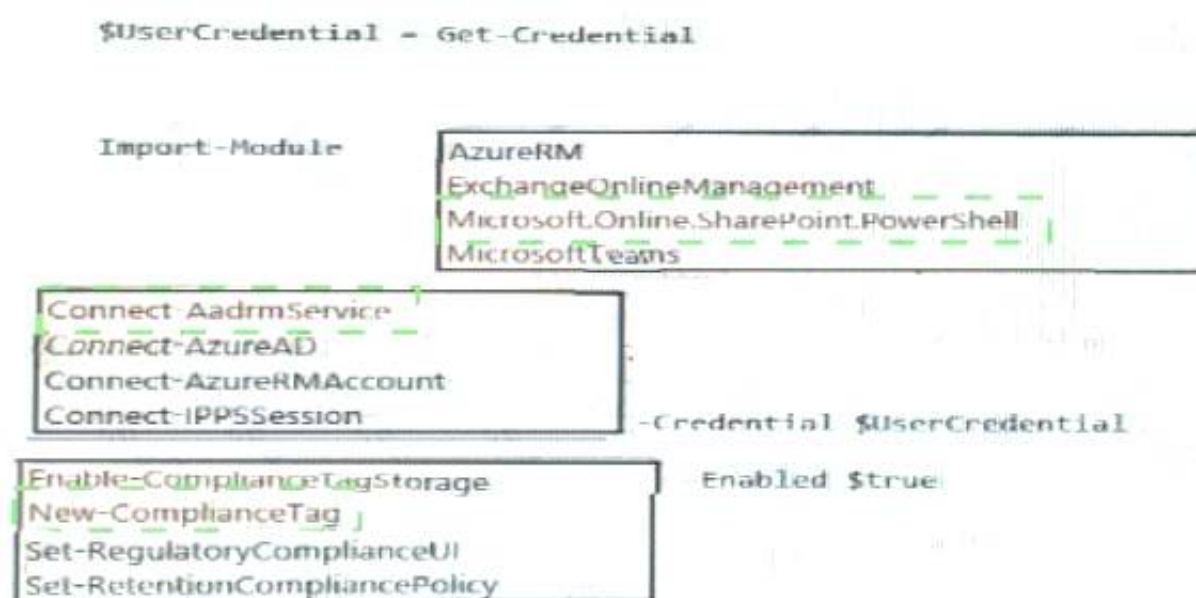 $UserCredential = Get-Credential
Import-Module
AzureRM
ExchangeOnlineManagement
Microsoft.Online.SharePoint.PowerShell
MicrosoftTeams
Connect-AadrmService
Connect-AzureAD
Connect-AzureRMAccount
Connect-IPPSSession
-Credential $UserCredential
Enable-ComplianceTagStorage
New-ComplianceTag
Set-RegulatoryComplianceUI
Set-RetentionCompliancePolicy
-Enabled $true